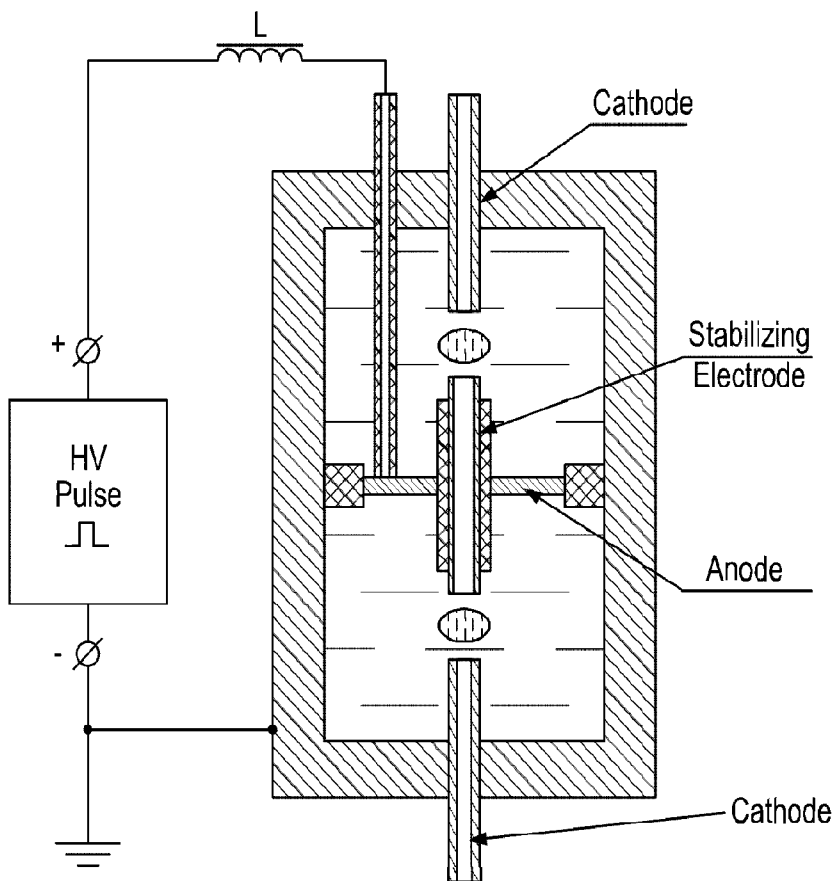 L
Cathode
Stabilizing
Electrode
+
HV
Pulse
Anode
-
Cathode